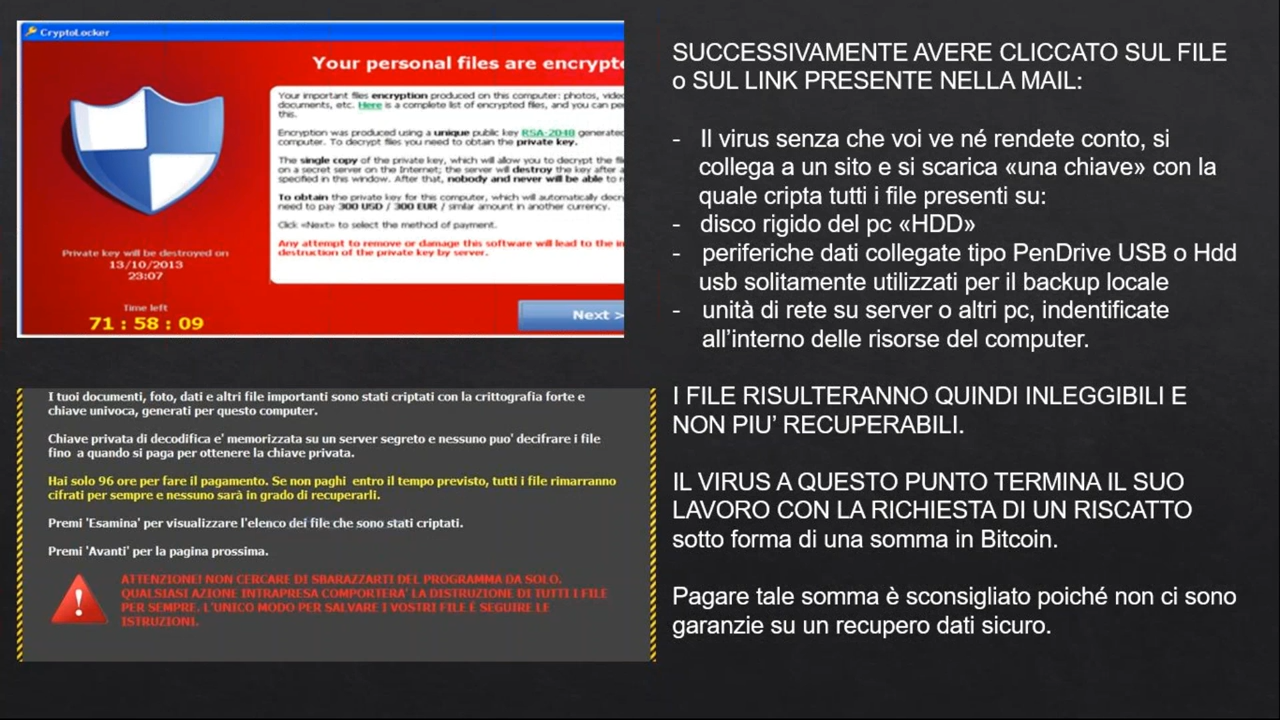 CryptoLocker
Your personal files are
Your important files encryption produced on this computer: photos,
documents, etc. Here is a complete list of encrypted files, and you can
this.
Encryption was produced using a unique public key RSA-2048
computer. To decrypt files you need to obtain the private key.
The single copy of the private key, which will allow you to decrypt the
on a secret server on the Internet; the server will destroy the key after
specified in this window. After that, nobody and never will be able to
To obtain the private key for this computer, which will automatically
need to pay 300 USD / 300 EUR / similar amount in another currency.
Click «Next» to select the method of payment.
Any attempt to remove or damage this software will lead to the
destruction of the private key by server.
Private key will be destroyed on
13/10/2013
23:07
Time left
71 : 58 : 09
Next >
I tuoi documenti, foto, dati e altri file importanti sono stati criptati con la crittografia forte e
chiave univoca, generati per questo computer.
Chiave privata di decodifica e' memorizzata su un server segreto e nessuno puo' decifrare i file
fino a quando si paga per ottenere la chiave privata.
Hai solo 96 ore per fare il pagamento. Se non paghi entro il tempo previsto, tutti i file rimarranno
cifrati per sempre e nessuno sarà in grado di recuperarli.
Premi 'Esamina' per visualizzare l'elenco dei file che sono stati criptati.
Premi 'Avanti' per la pagina prossima.
ATTENZIONE! NON CERCARE DI SBARAZZARTI DEL PROGRAMMA DA SOLO.
QUALSIASI AZIONE INTRAPRESA COMPORTERA' LA DISTRUZIONE DI TUTTI I FILE
PER SEMPRE. L'UNICO MODO PER SALVARE I VOSTRI FILE É SEGUIRE LE
ISTRUZIONI.
SUCCESSIVAMENTE AVERE CLICCATO SUL FILE
o SUL LINK PRESENTE NELLA MAIL:
- Il virus senza che voi ve né rendete conto, si
collega a un sito e si scarica «una chiave» con la
quale cripta tutti i file presenti su:
- disco rigido del pc «HDD»
- periferiche dati collegate tipo PenDrive USB o Hdd
usb solitamente utilizzati per il backup locale
- unità di rete su server o altri pc, indentificate
all’interno delle risorse del computer.
I FILE RISULTERANNO QUINDI INLEGGIBILI E
NON PIU’ RECUPERABILI.
IL VIRUS A QUESTO PUNTO TERMINA IL SUO
LAVORO CON LA RICHIESTA DI UN RISCATTO
sotto forma di una somma in Bitcoin.
Pagare tale somma è sconsigliato poiché non ci sono
garanzie su un recupero dati sicuro.